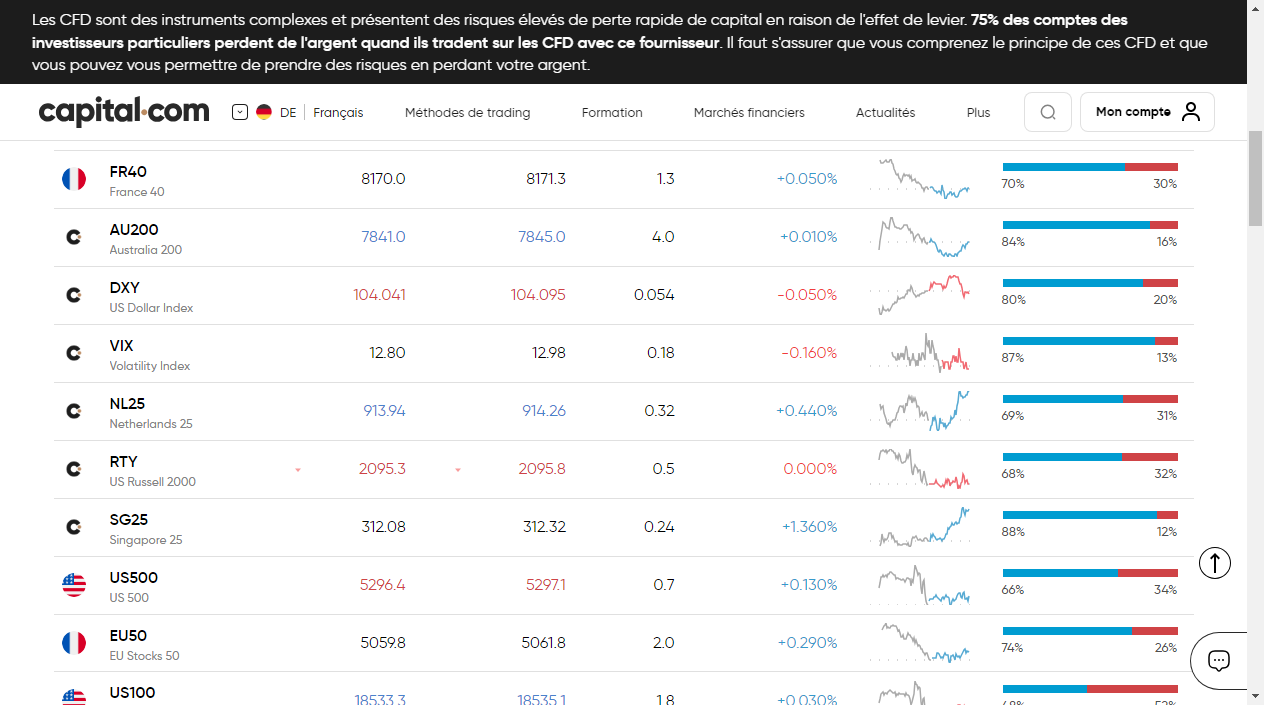 Les CFD sont des instruments complexes et présentent des risques élevés de perte rapide de capital en raison de l'effet de levier. 75% des comptes des
investisseurs particuliers perdent de l'argent quand ils tradent sur les CFD avec ce fournisseur. Il faut s'assurer que vous comprenez le principe de ces CFD et que
vous pouvez vous permettre de prendre des risques en perdant votre argent.
capital.com DE Français Méthodes de trading Formation Marchés financiers Actualités Plus Mon compte
FR40 8170.0 8171.3 1.3 +0.050%
France 40 70% 30%
AU200 7841.0 7845.0 4.0 +0.010%
Australia 200 84% 16%
DXY 104.041 104.095 0.054 -0.050%
US Dollar Index 80% 20%
VIX 12.80 12.98 0.18 -0.160%
Volatility Index 87% 13%
NL25 913.94 914.26 0.32 +0.440%
Netherlands 25 69% 31%
RTY 2095.3 2095.8 0.5 0.000%
US Russell 2000 68% 32%
SG25 312.08 312.32 0.24 +1.360%
Singapore 25 88% 12%
US500 5296.4 5297.1 0.7 +0.130%
US 500 66% 34%
EU50 5059.8 5061.8 2.0 +0.290%
EU Stocks 50 74% 26%
US100 18533.3 18535.1 1.8 +0.030%